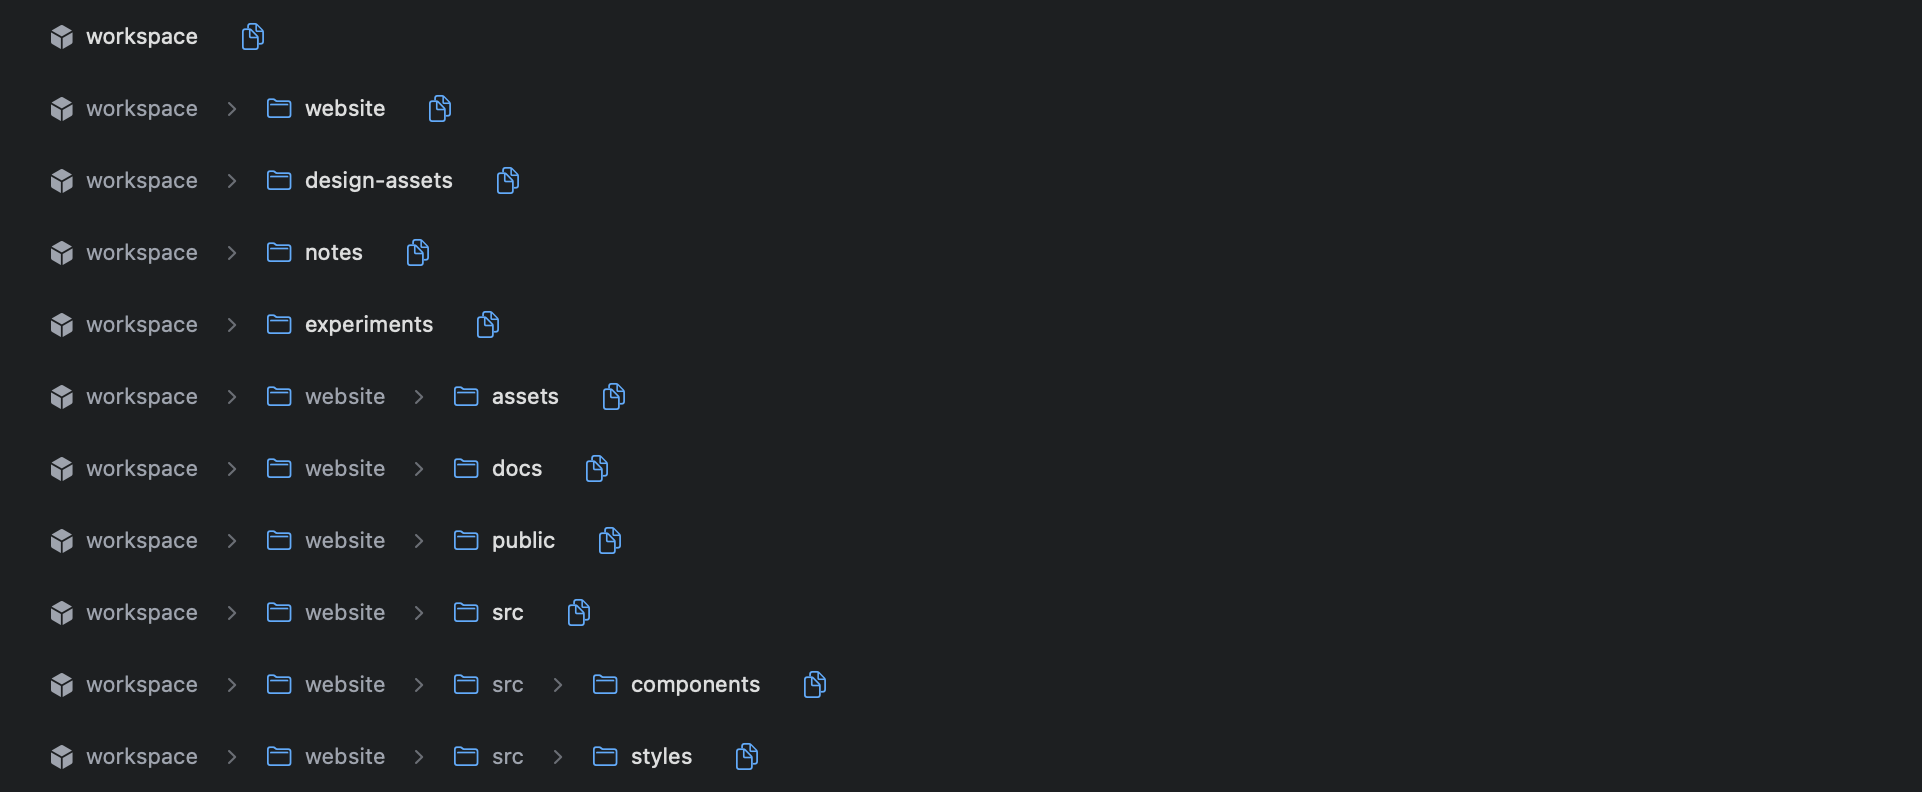 workspace
workspace > website
workspace > design-assets
workspace > notes
workspace > experiments
workspace > website > assets
workspace > website > docs
workspace > website > public
workspace > website > src
workspace > website > src > components
workspace > website > src > styles